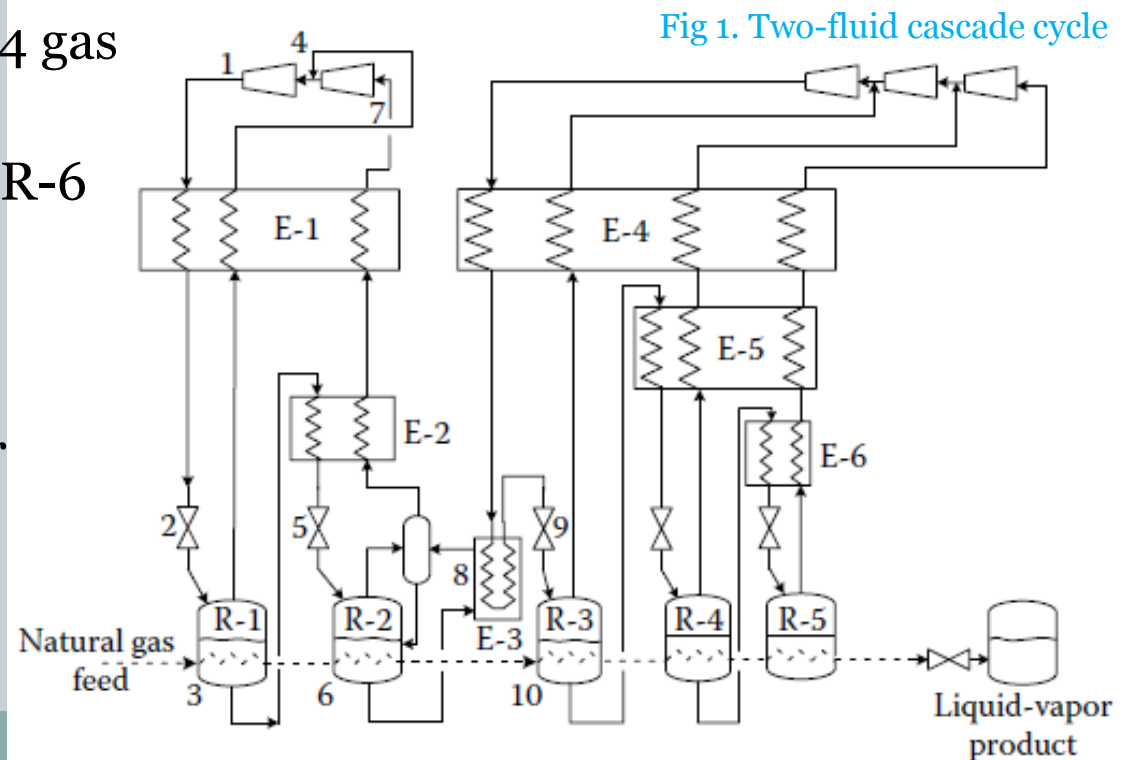 Fig 1. Two-fluid cascade cycle
4 gas
R-6
1
4
7
E-1
E-4
E-5
E-2
E-6
2
5
9
8
R-1
R-2
E-3
R-3
R-4
R-5
Natural gas
feed
3
6
10
Liquid-vapor
product